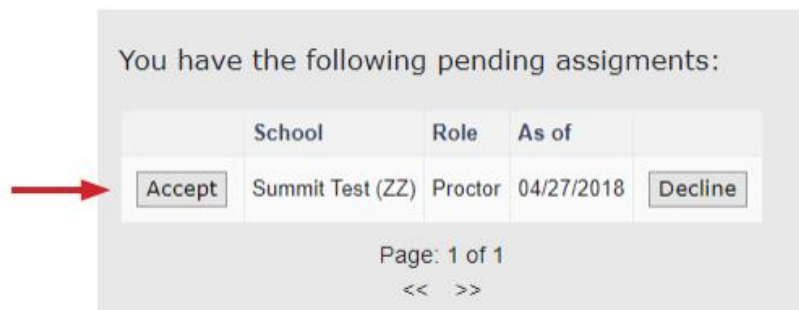 You have the following pending assigments:
School Role As of
Accept Summit Test (ZZ) Proctor 04/27/2018 Decline
Page: 1 of 1
<< >>